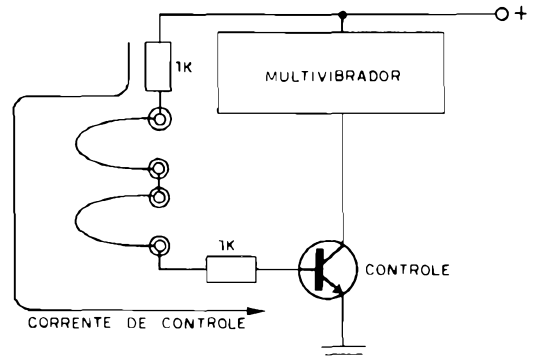 +
1K
MULTIVIBRADOR
1K
CONTROLE
CORRENTE DE CONTROLE